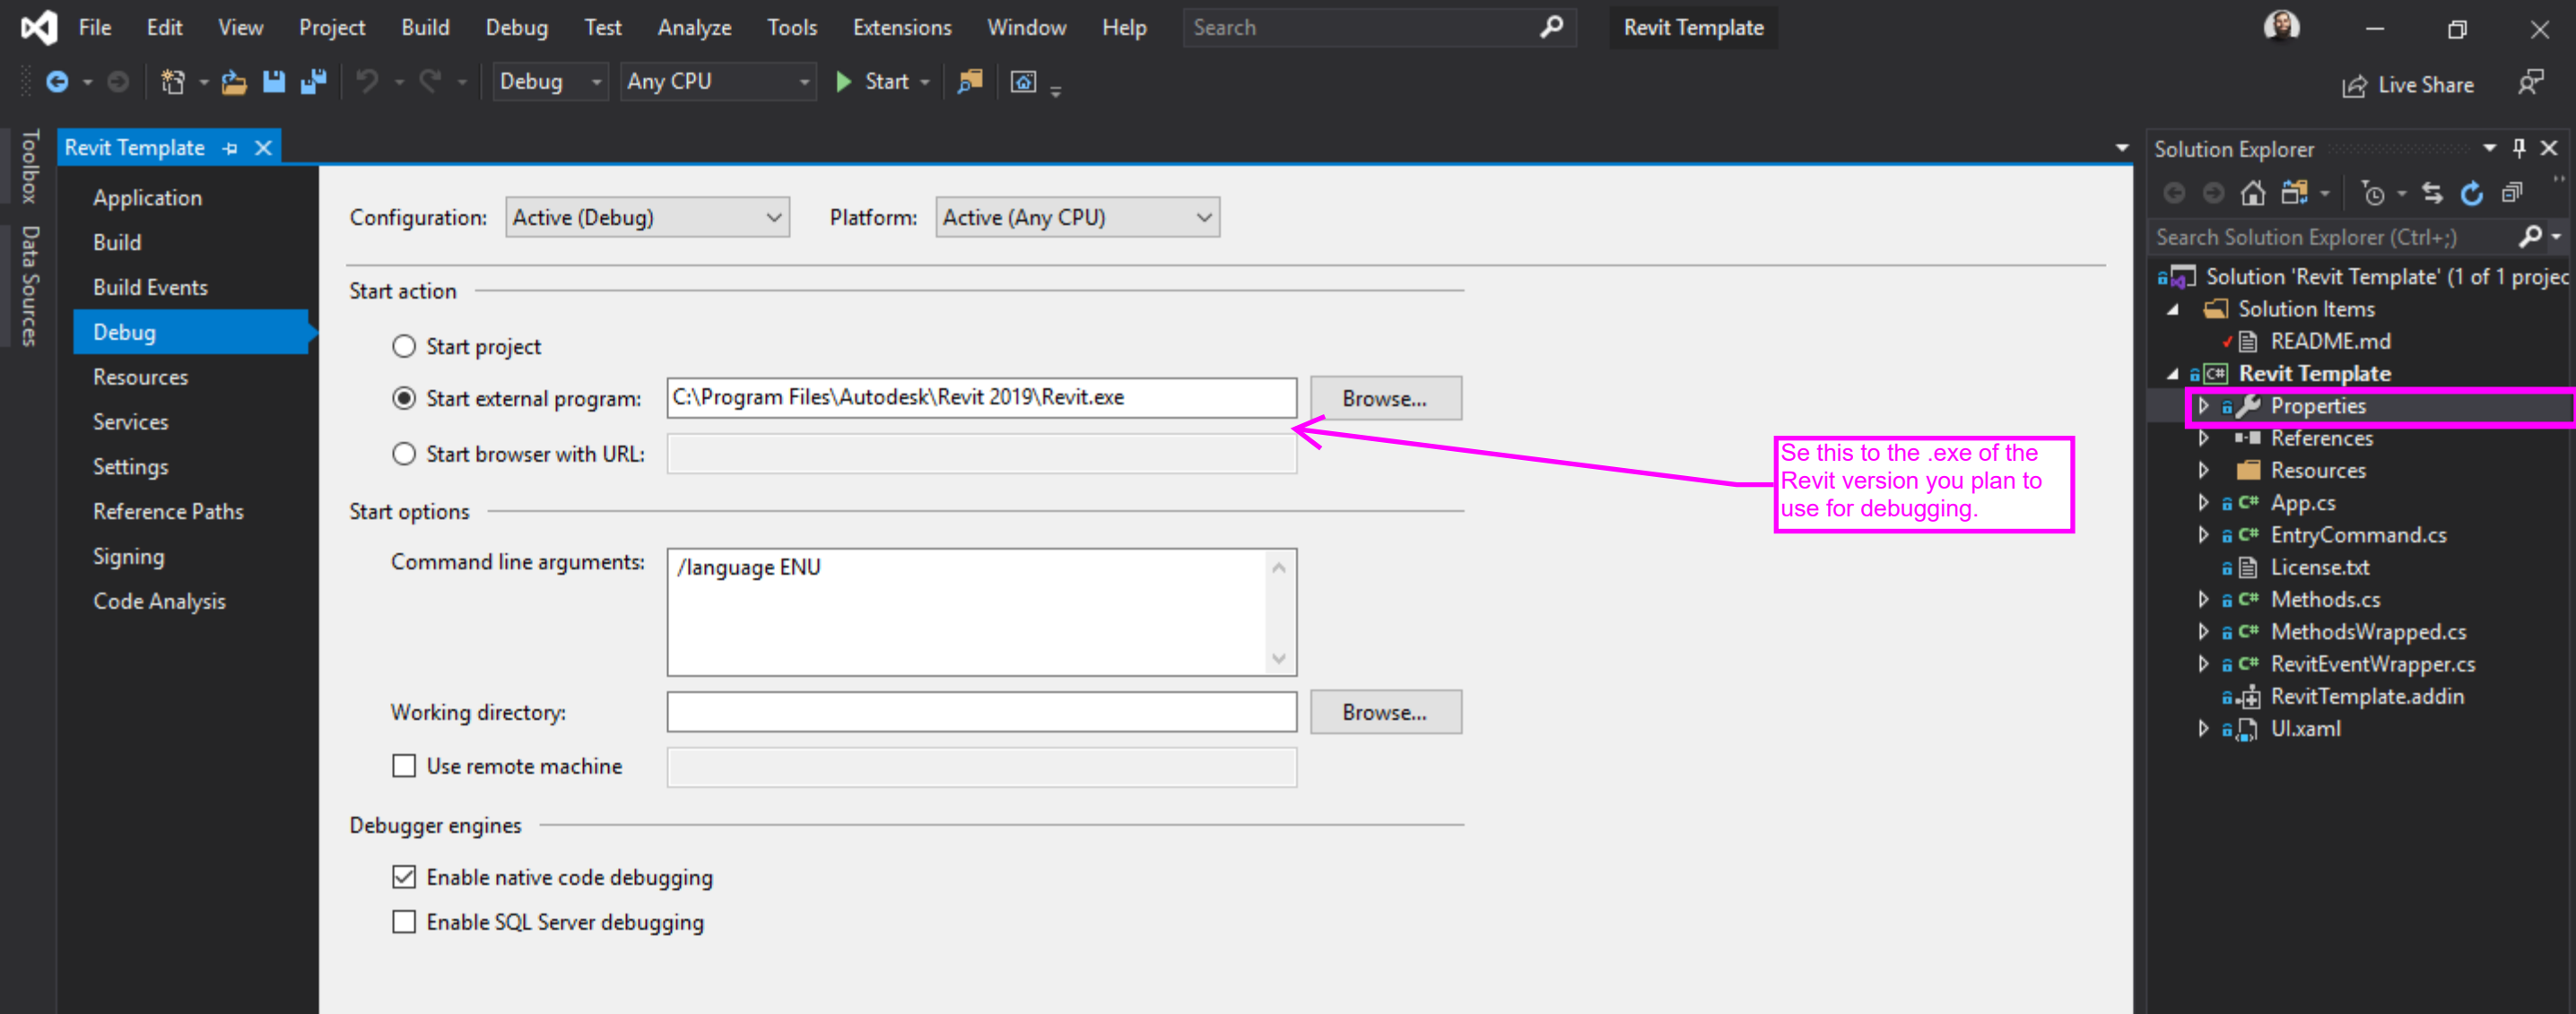 File Edit View Project Build Debug Test Analyze Tools Extensions Window Help Search Revit Template
Debug Any CPU Start Live Share
Toolbox
Data Sources
Revit Template
Application
Build
Build Events
Debug
Resources
Services
Settings
Reference Paths
Signing
Code Analysis
Configuration: Active (Debug) Platform: Active (Any CPU)
Start action
Start project
Start external program: C:\Program Files\Autodesk\Revit 2019\Revit.exe Browse...
Start browser with URL:
Se this to the .exe of the
Revit version you plan to
use for debugging.
Start options
Command line arguments: /language ENU
Working directory: Browse...
Use remote machine
Debugger engines
Enable native code debugging
Enable SQL Server debugging
Solution Explorer
Search Solution Explorer (Ctrl+;)
Solution 'Revit Template' (1 of 1 projec
Solution Items
README.md
C# Revit Template
Properties
References
Resources
C# App.cs
C# EntryCommand.cs
License.txt
C# Methods.cs
C# MethodsWrapped.cs
C# RevitEventWrapper.cs
RevitTemplate.addin
UI.xaml